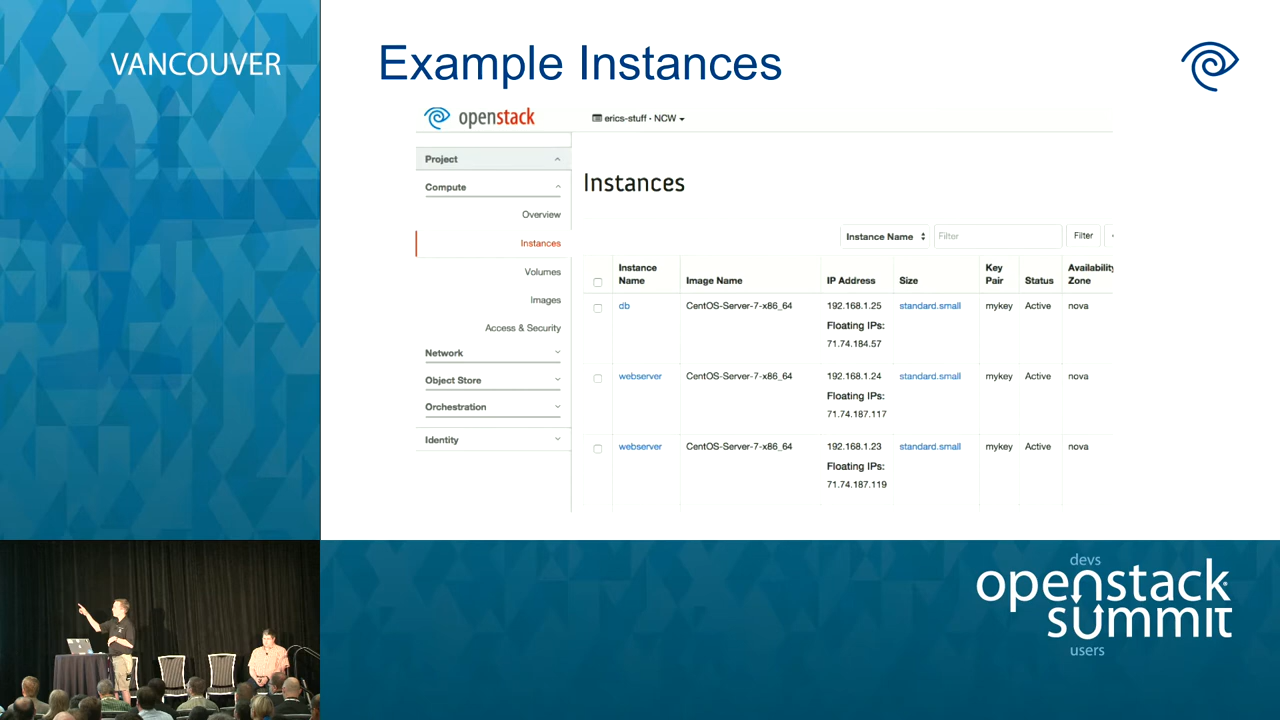 VANCOUVER
Example Instances
openstack
erics-stuff • NCW
Project
Compute
Overview
Instances
Volumes
Images
Access & Security
Network
Object Store
Orchestration
Identity
Instances
Instance Name
Filter
Filter
Instance Name
Image Name
IP Address
Size
Key Pair
Status
Availability Zone
db
CentOS-Server-7-x86_64
192.168.1.25
Floating IPs:
71.74.184.57
standard.small
mykey
Active
nova
webserver
CentOS-Server-7-x86_64
192.168.1.24
Floating IPs:
71.74.187.117
standard.small
mykey
Active
nova
webserver
CentOS-Server-7-x86_64
192.168.1.23
Floating IPs:
71.74.187.119
standard.small
mykey
Active
nova
devs
openstack
summit
users